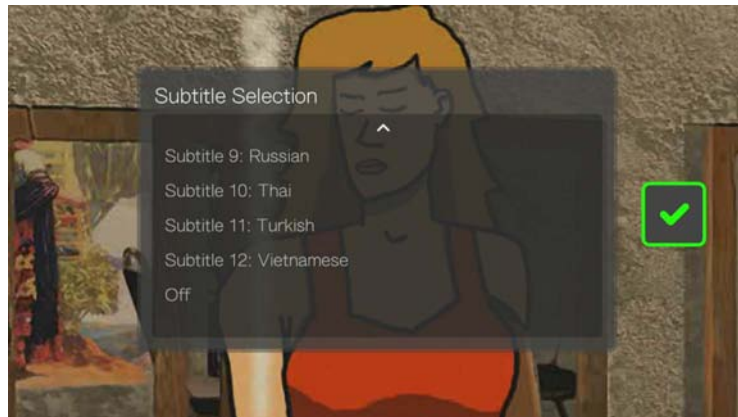 Subtitle Selection
Subtitle 9: Russian
Subtitle 10: Thai
Subtitle 11: Turkish
Subtitle 12: Vietnamese
Off